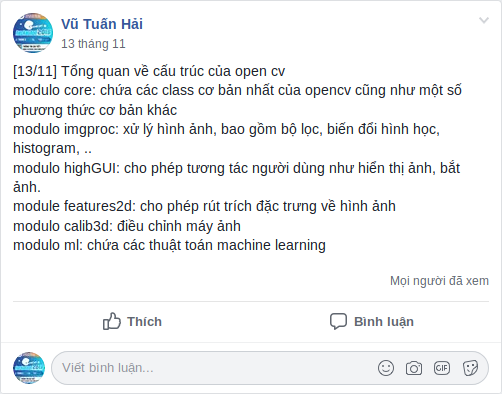 Vũ Tuấn Hải
13 tháng 11
[13/11] Tổng quan về cấu trúc của open cv
modulo core: chứa các class cơ bản nhất của opencv cũng như một số
phương thức cơ bản khác
modulo imgproc: xử lý hình ảnh, bao gồm bộ lọc, biến đổi hình học,
histogram, ..
modulo highGUI: cho phép tương tác người dùng như hiển thị ảnh, bắt
ảnh.
module features2d: cho phép rút trích đặc trưng về hình ảnh
modulo calib3d: điều chỉnh máy ảnh
modulo ml: chứa các thuật toán machine learning
Mọi người đã xem
Thích
Bình luận
Viết bình luận...
GIF